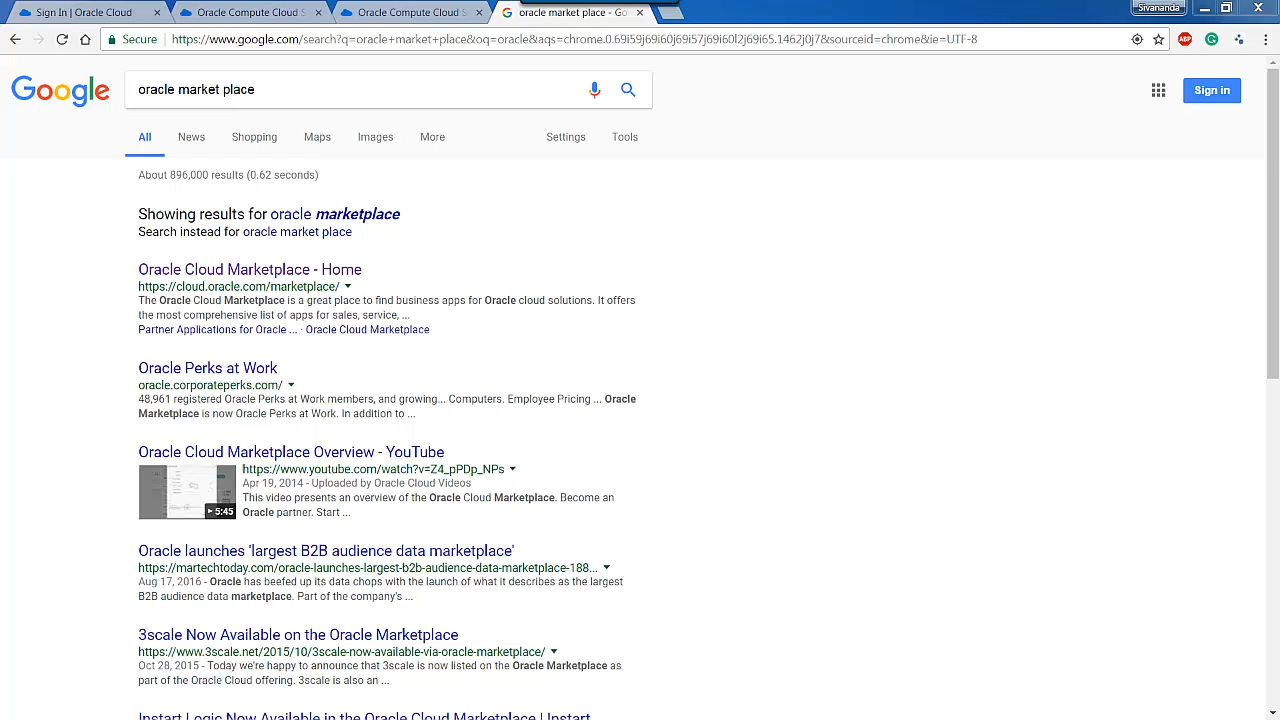 Sign In | Oracle Cloud
Oracle Compute Cloud S
Oracle Compute Cloud S
oracle market place - Go
Sivananda
Secure
https://www.google.com/search?q=oracle+market+place&oq=oracle&aqs=chrome.0.69i59j69i60j69i57j69i60l2j69i65.1462j0j7&sourceid=chrome&ie=UTF-8
ABP
Google
oracle market place
Sign in
All News Shopping Maps Images More Settings Tools
About 896,000 results (0.62 seconds)
Showing results for oracle marketplace
Search instead for oracle market place
Oracle Cloud Marketplace - Home
https://cloud.oracle.com/marketplace/
The Oracle Cloud Marketplace is a great place to find business apps for Oracle cloud solutions. It offers
the most comprehensive list of apps for sales, service, ...
Partner Applications for Oracle ... · Oracle Cloud Marketplace
Oracle Perks at Work
oracle.corporateperks.com/
48,961 registered Oracle Perks at Work members, and growing... Computers. Employee Pricing ... Oracle
Marketplace is now Oracle Perks at Work. In addition to ...
Oracle Cloud Marketplace Overview - YouTube
https://www.youtube.com/watch?v=Z4_pPDp_NPs
Apr 19, 2014 - Uploaded by Oracle Cloud Videos
This video presents an overview of the Oracle Cloud Marketplace. Become an
Oracle partner. Start ...
5:45
Oracle launches 'largest B2B audience data marketplace'
https://martechtoday.com/oracle-launches-largest-b2b-audience-data-marketplace-188...
Aug 17, 2016 - Oracle has beefed up its data chops with the launch of what it describes as the largest
B2B audience data marketplace. Part of the company's ...
3scale Now Available on the Oracle Marketplace
https://www.3scale.net/2015/10/3scale-now-available-via-oracle-marketplace/
Oct 28, 2015 - Today we're happy to announce that 3scale is now listed on the Oracle Marketplace as
part of the Oracle Cloud offering. 3scale is also an ...
Instart Logic Now Available in the Oracle Cloud Marketplace | Instart